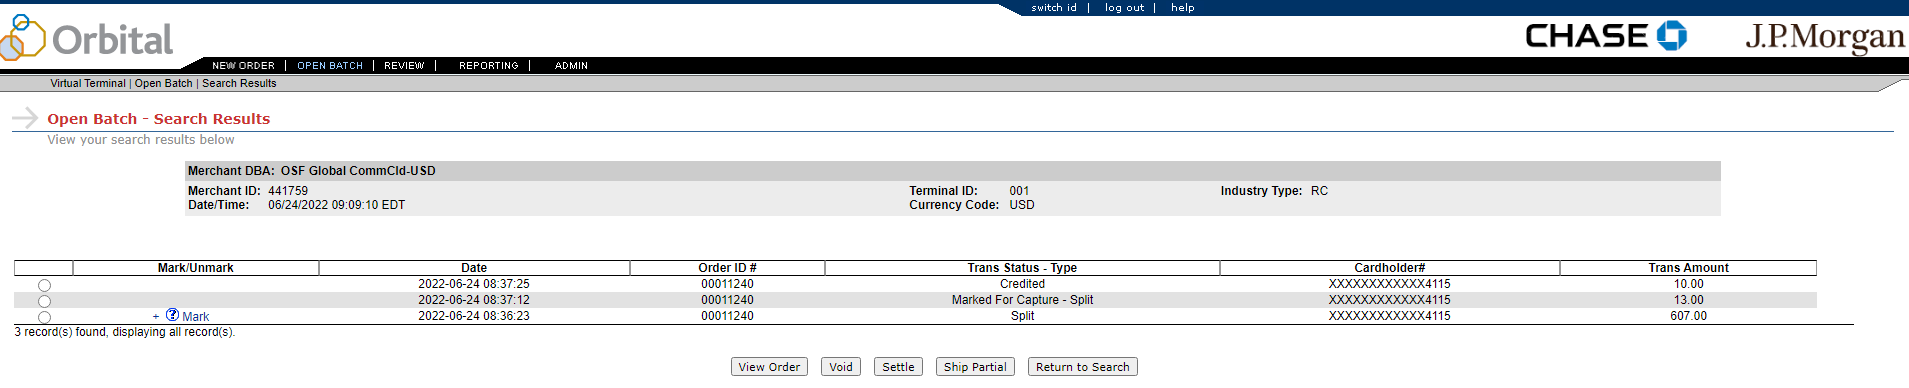 switch id | log out | help
Orbital
CHASE J.P.Morgan
NEW ORDER | OPEN BATCH | REVIEW | REPORTING | ADMIN
Virtual Terminal | Open Batch | Search Results
Open Batch - Search Results
View your search results below
Merchant DBA: OSF Global CommCld-USD
Merchant ID: 441759 Terminal ID: 001 Industry Type: RC
Date/Time: 06/24/2022 09:09:10 EDT Currency Code: USD
Mark/Unmark Date Order ID # Trans Status - Type Cardholder# Trans Amount
2022-06-24 08:37:25 00011240 Credited XXXXXXXXXXXX4115 10.00
2022-06-24 08:37:12 00011240 Marked For Capture - Split XXXXXXXXXXXX4115 13.00
+ ? Mark 2022-06-24 08:36:23 00011240 Split XXXXXXXXXXXX4115 607.00
3 record(s) found, displaying all record(s).
View Order Void Settle Ship Partial Return to Search